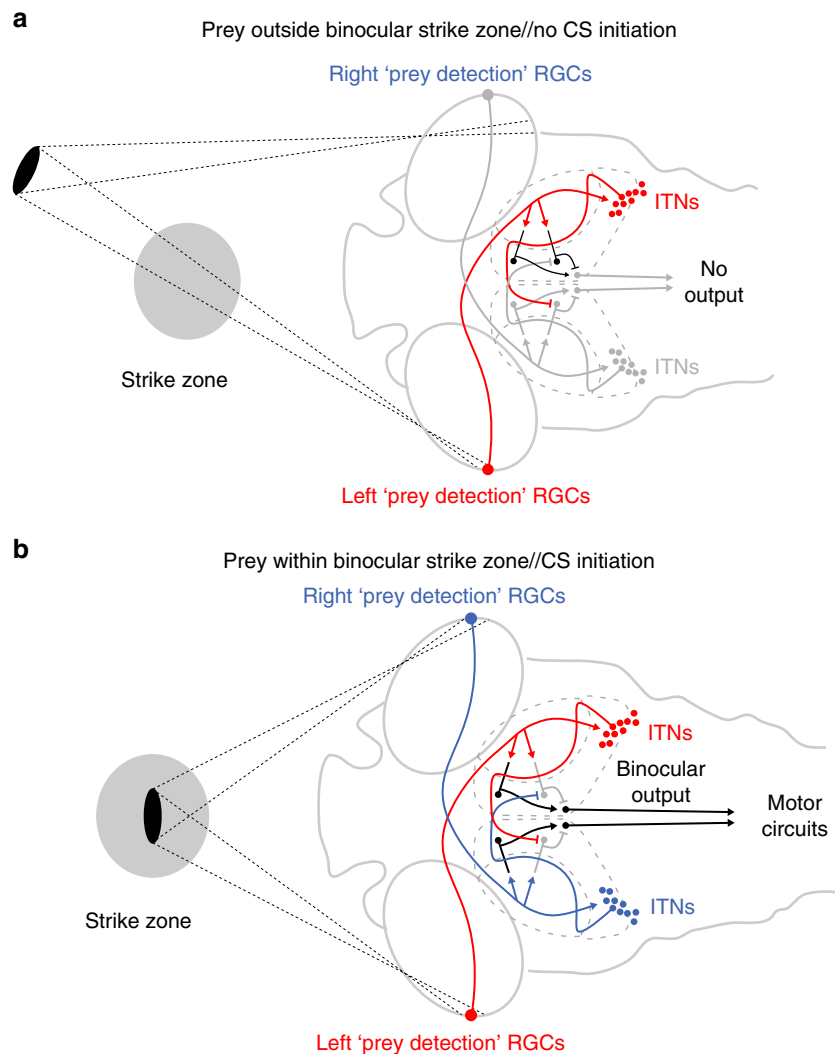 a
Prey outside binocular strike zone//no CS initiation
Right ‘prey detection’ RGCs
ITNs
No
output
Strike zone
ITNs
Left ‘prey detection’ RGCs
b
Prey within binocular strike zone//CS initiation
Right ‘prey detection’ RGCs
ITNs
Binocular
output
Motor
circuits
Strike zone
ITNs
Left ‘prey detection’ RGCs